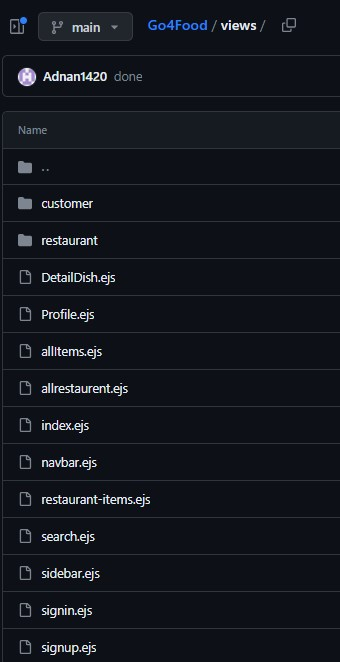 main
Go4Food / views /
Adnan1420 done
Name
..
customer
restaurant
DetailDish.ejs
Profile.ejs
allItems.ejs
allrestaurent.ejs
index.ejs
navbar.ejs
restaurant-items.ejs
search.ejs
sidebar.ejs
signin.ejs
signup.ejs